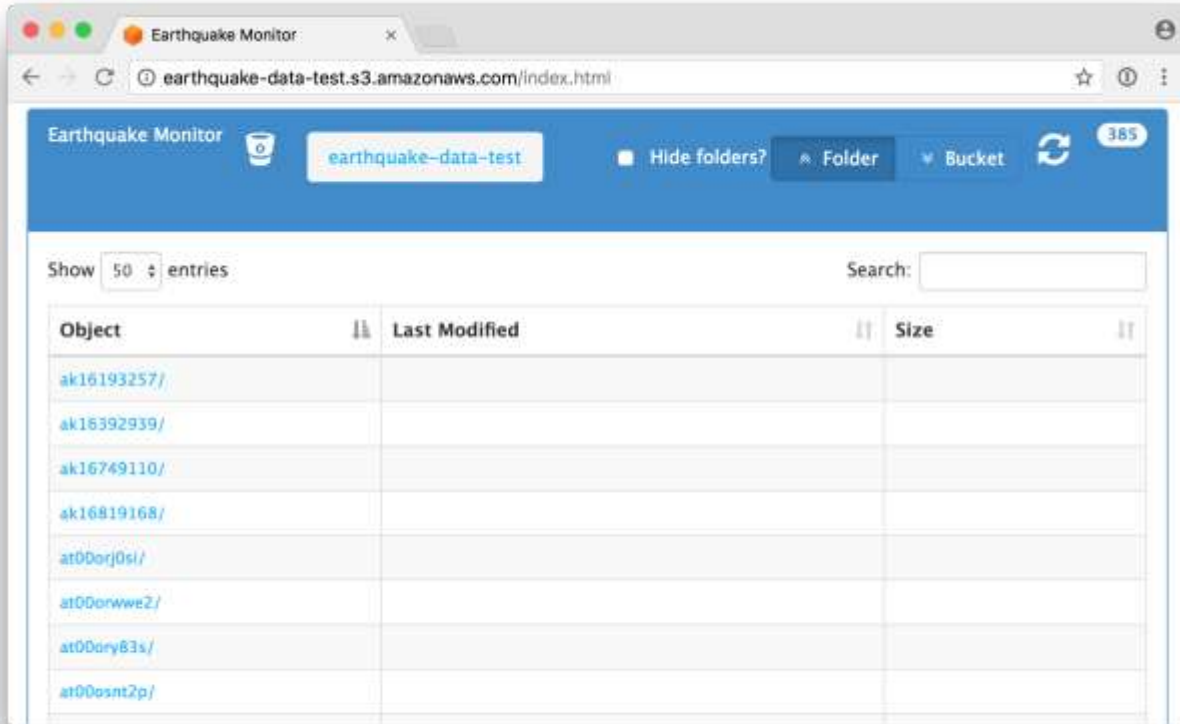 Earthquake Monitor
earthquake-data-test.s3.amazonaws.com/index.html
Earthquake Monitor earthquake-data-test Hide folders? Folder Bucket 385
Show 50 entries Search:
Object Last Modified Size
ak16193257/
ak16392939/
ak16749110/
ak16819168/
at00orj0si/
at00orwwe2/
at00ory83s/
at00osnt2p/